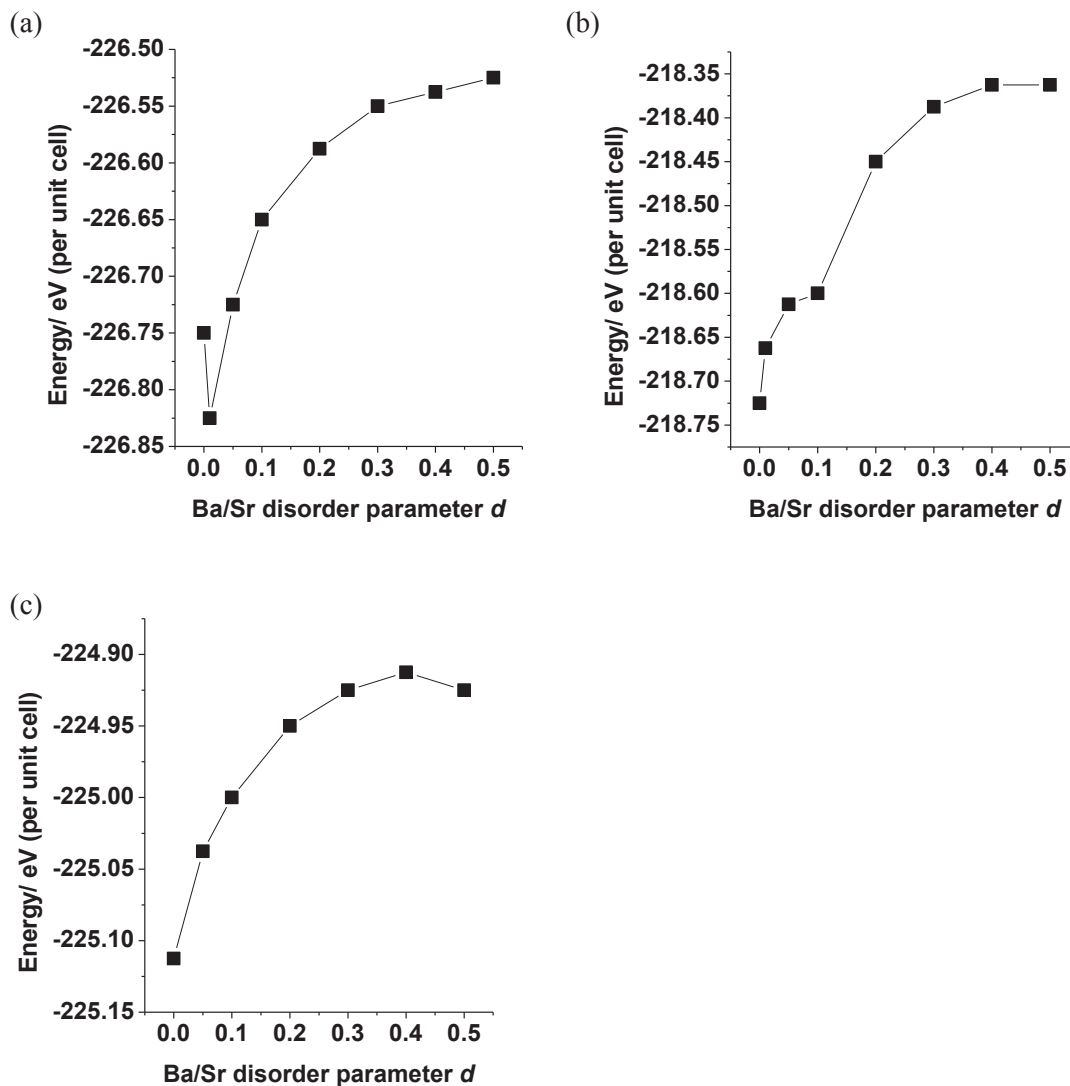 (a)
-226.50
-226.55
-226.60
-226.65
-226.70
-226.75
-226.80
-226.85
Energy/ eV (per unit cell)
0.0 0.1 0.2 0.3 0.4 0.5
Ba/Sr disorder parameter d
(b)
-218.35
-218.40
-218.45
-218.50
-218.55
-218.60
-218.65
-218.70
-218.75
Energy/ eV (per unit cell)
0.0 0.1 0.2 0.3 0.4 0.5
Ba/Sr disorder parameter d
(c)
-224.90
-224.95
-225.00
-225.05
-225.10
-225.15
Energy/ eV (per unit cell)
0.0 0.1 0.2 0.3 0.4 0.5
Ba/Sr disorder parameter d